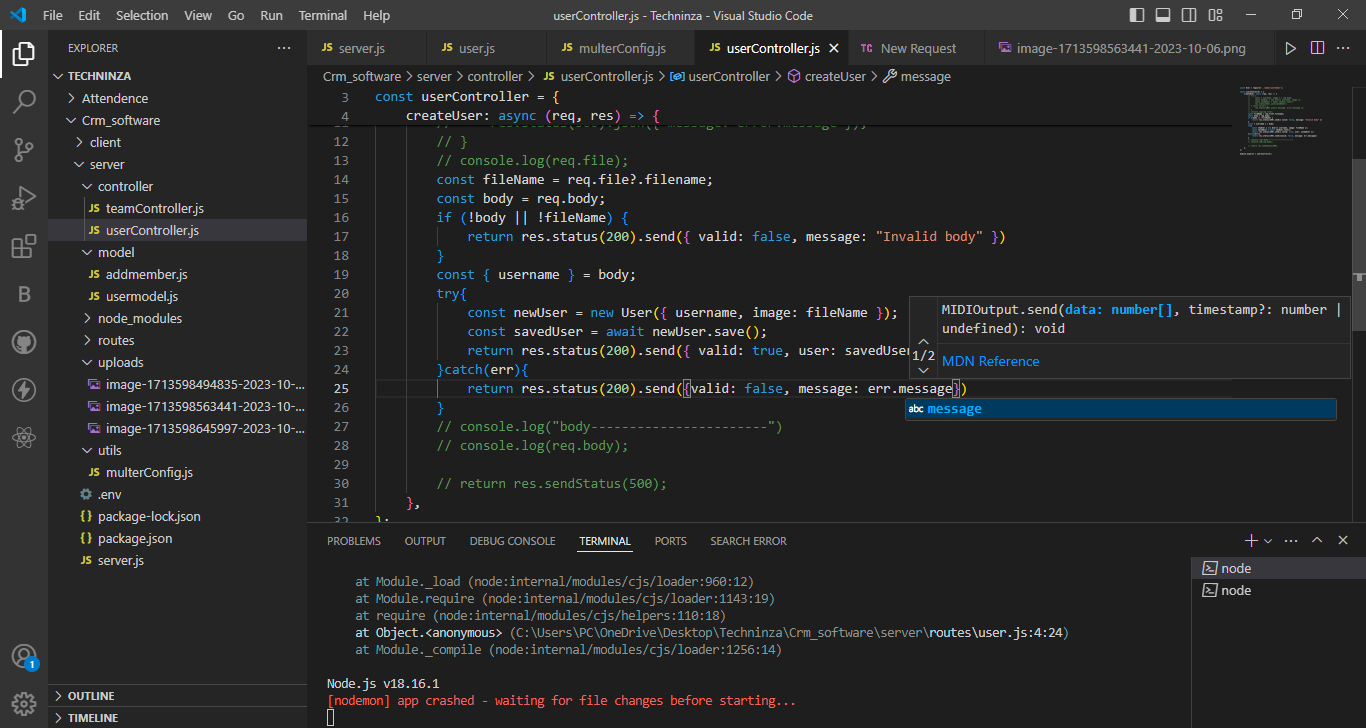 File Edit Selection View Go Run Terminal Help
userController.js - Techninza - Visual Studio Code
EXPLORER
TECHNINZA
Attendence
Crm_software
client
server
controller
JS teamController.js
JS userController.js
model
JS addmember.js
JS usermodel.js
node_modules
routes
uploads
image-1713598494835-2023-10-...
image-1713598563441-2023-10-...
image-1713598645997-2023-10-...
utils
JS multerConfig.js
.env
{} package-lock.json
{} package.json
JS server.js
OUTLINE
TIMELINE
1
JS server.js JS user.js JS multerConfig.js JS userController.js TC New Request image-1713598563441-2023-10-06.png
Crm_software > server > controller > JS userController.js > userController > createUser > message
3 const userController = {
4 createUser: async (req, res) => {
12 // }
13 // console.log(req.file);
14 const fileName = req.file?.filename;
15 const body = req.body;
16 if (!body || !fileName) {
17 return res.status(200).send({ valid: false, message: "Invalid body" })
18 }
19 const { username } = body;
20 try{
21 const newUser = new User({ username, image: fileName });
22 const savedUser = await newUser.save();
23 return res.status(200).send({ valid: true, user: savedUser
24 }catch(err){
25 return res.status(200).send({valid: false, message: err.message})
26 }
27 // console.log("body-----------------------")
28 // console.log(req.body);
29
30 // return res.sendStatus(500);
31 },
32 };
MIDIOutput.send(data: number[], timestamp?: number |
undefined): void
1/2
MDN Reference
abc message
PROBLEMS OUTPUT DEBUG CONSOLE TERMINAL PORTS SEARCH ERROR
at Module._load (node:internal/modules/cjs/loader:960:12)
at Module.require (node:internal/modules/cjs/loader:1143:19)
at require (node:internal/modules/cjs/helpers:110:18)
at Object.<anonymous> (C:\Users\PC\OneDrive\Desktop\Techninza\Crm_software\server\routes\user.js:4:24)
at Module._compile (node:internal/modules/cjs/loader:1256:14)
Node.js v18.16.1
[nodemon] app crashed - waiting for file changes before starting...
node
node